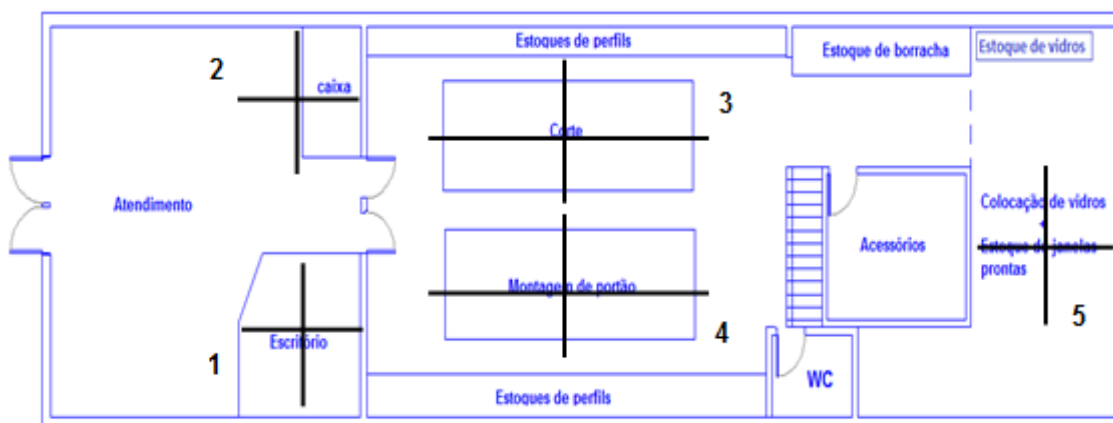 Estoques de perfils
Estoque de borracha
Estoque de vidros
2
caixa
3
Corte
Atendimento
Colocação de vidros
Estoque de janelas
prontas
Acessórios
Montagem de portão
5
4
1
Escritório
WC
Estoques de perfils